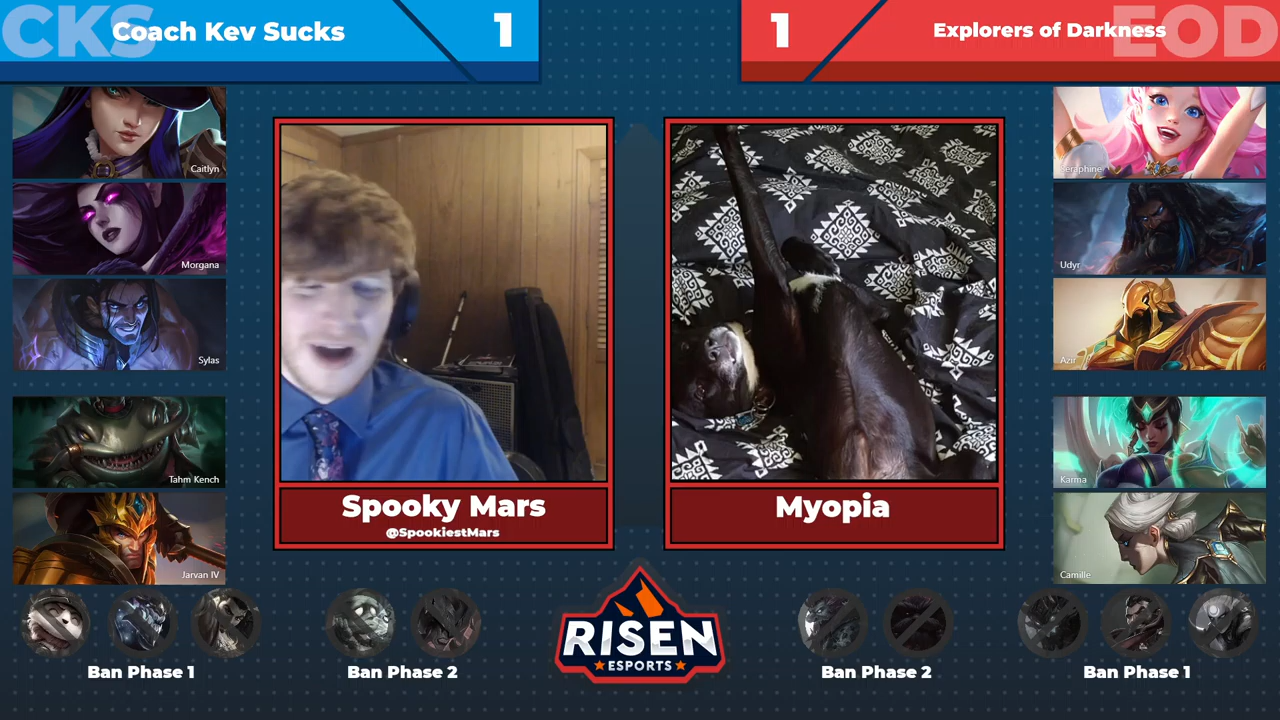 CKS
Coach Kev Sucks
1
1
Explorers of Darkness
EOD
Caitlyn
Morgana
Sylas
Tahm Kench
Jarvan IV
Seraphine
Udyr
Azir
Karma
Camille
Spooky Mars
@SpookiestMars
Myopia
Ban Phase 1
Ban Phase 2
RISEN
ESPORTS
Ban Phase 2
Ban Phase 1